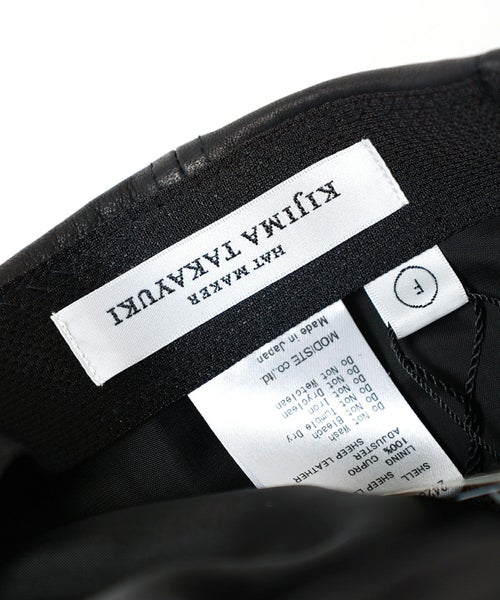 HAT MAKER
KIJIMA TAKAYUKI
F
SHELL SHEEP
ADJUSTER SHEEP LEATHER
LINING CUPRO
100%
Do Not Wash
Do Not Bleach
Do Not Tumble Dry
Do Not Iron
Do Not Dryclean
Do Not Wetclean
MODISTE co.,ltd.
Made in Japan